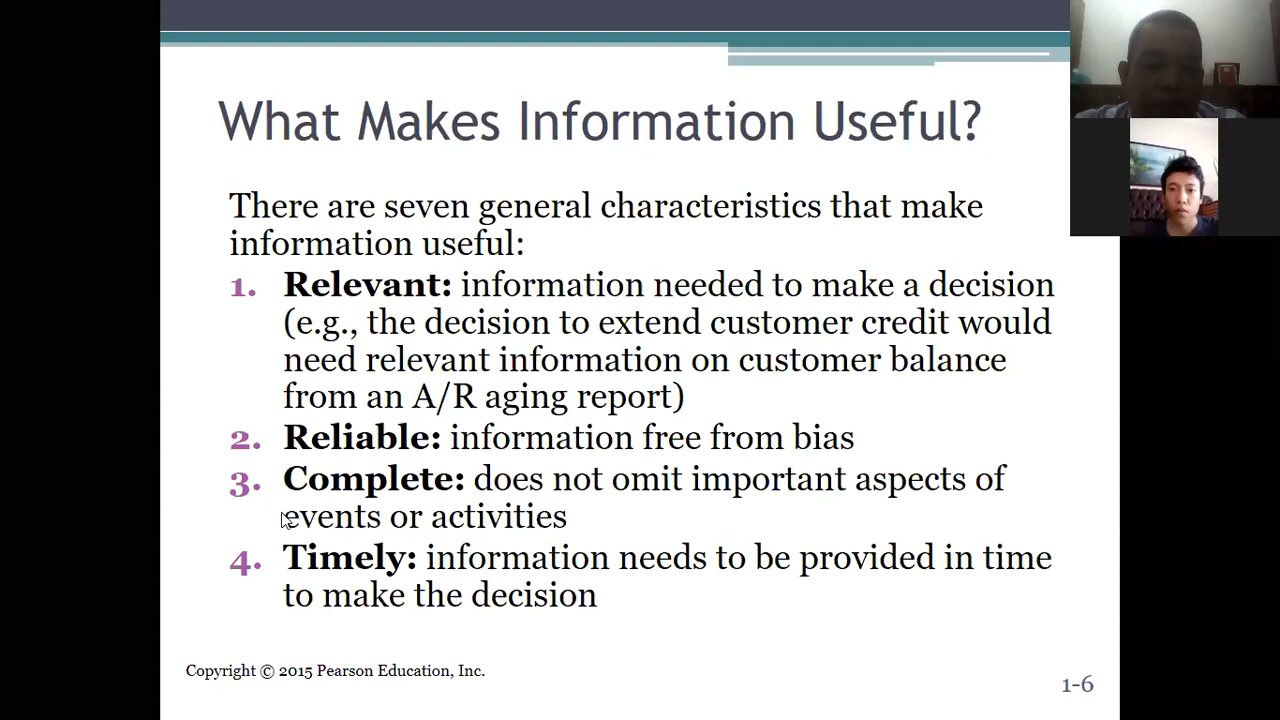 What Makes Information Useful?
There are seven general characteristics that make
information useful:
1. Relevant: information needed to make a decision
(e.g., the decision to extend customer credit would
need relevant information on customer balance
from an A/R aging report)
2. Reliable: information free from bias
3. Complete: does not omit important aspects of
events or activities
4. Timely: information needs to be provided in time
to make the decision
Copyright © 2015 Pearson Education, Inc.
1-6